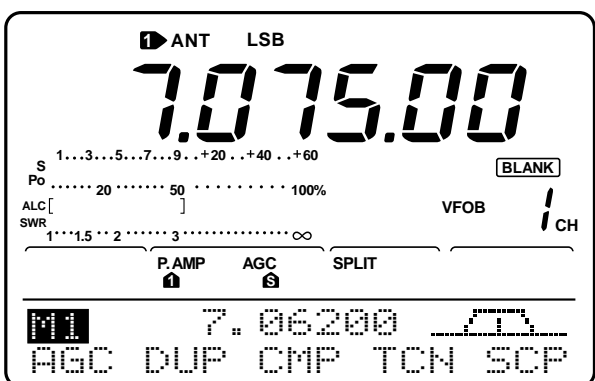 1 ANT LSB
7.075.00
S 1...3...5...7...9..+20..+40..+60
BLANK
Po ...... 20 ....... 50 .......... 100%
ALC [ ]
VFOB 1 CH
SWR 1...1.5..2 ...... 3 ............... ∞
P.AMP AGC SPLIT
1 S
M1 7.06200
AGC DUP CMP TCN SCP